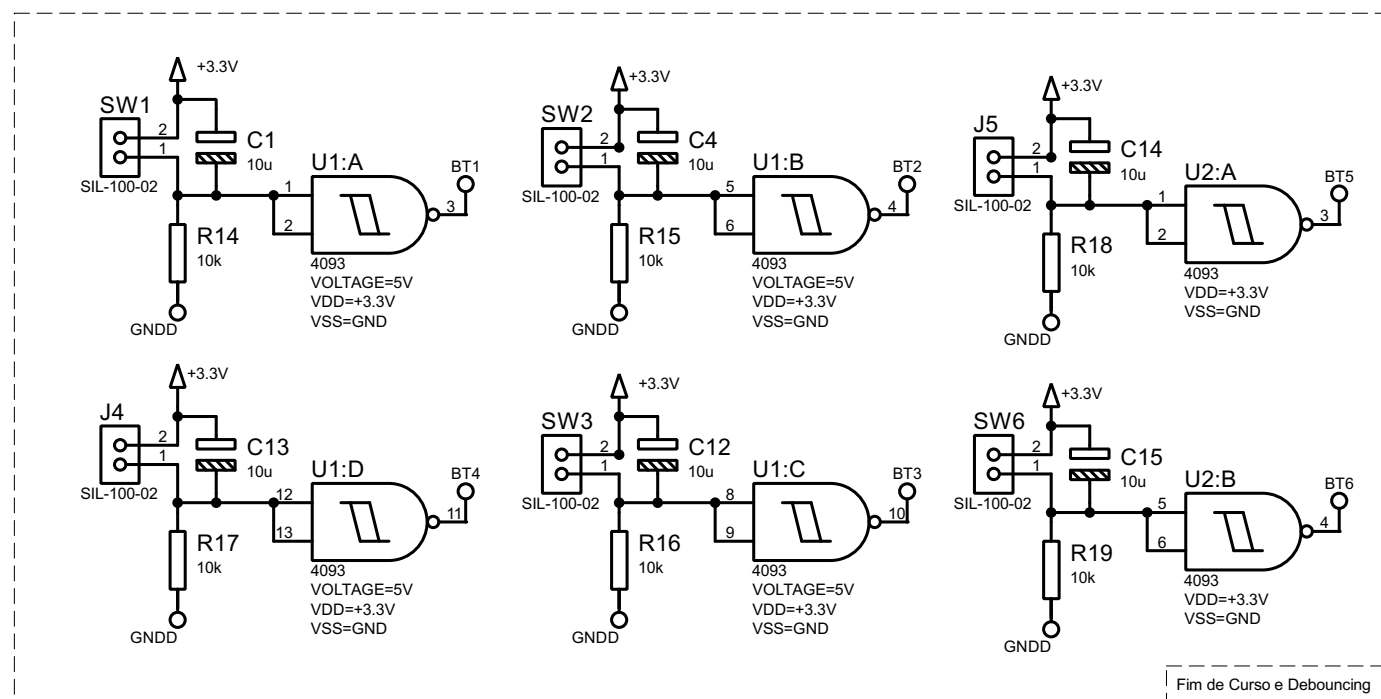 +3.3V
SW1
2
1
SIL-100-02
C1
10u
U1:A
1
2
3
BT1
R14
10k
4093
VOLTAGE=5V
VDD=+3.3V
VSS=GND
GNDD
+3.3V
SW2
2
1
SIL-100-02
C4
10u
U1:B
5
6
4
BT2
R15
10k
4093
VOLTAGE=5V
VDD=+3.3V
VSS=GND
GNDD
+3.3V
J5
2
1
SIL-100-02
C14
10u
U2:A
1
2
3
BT5
R18
10k
4093
VDD=+3.3V
VSS=GND
GNDD
+3.3V
J4
2
1
SIL-100-02
C13
10u
U1:D
12
13
11
BT4
R17
10k
4093
VOLTAGE=5V
VDD=+3.3V
VSS=GND
GNDD
+3.3V
SW3
2
1
SIL-100-02
C12
10u
U1:C
8
9
10
BT3
R16
10k
4093
VOLTAGE=5V
VDD=+3.3V
VSS=GND
GNDD
+3.3V
SW6
2
1
SIL-100-02
C15
10u
U2:B
5
6
4
BT6
R19
10k
4093
VDD=+3.3V
VSS=GND
GNDD
Fim de Curso e Debouncing